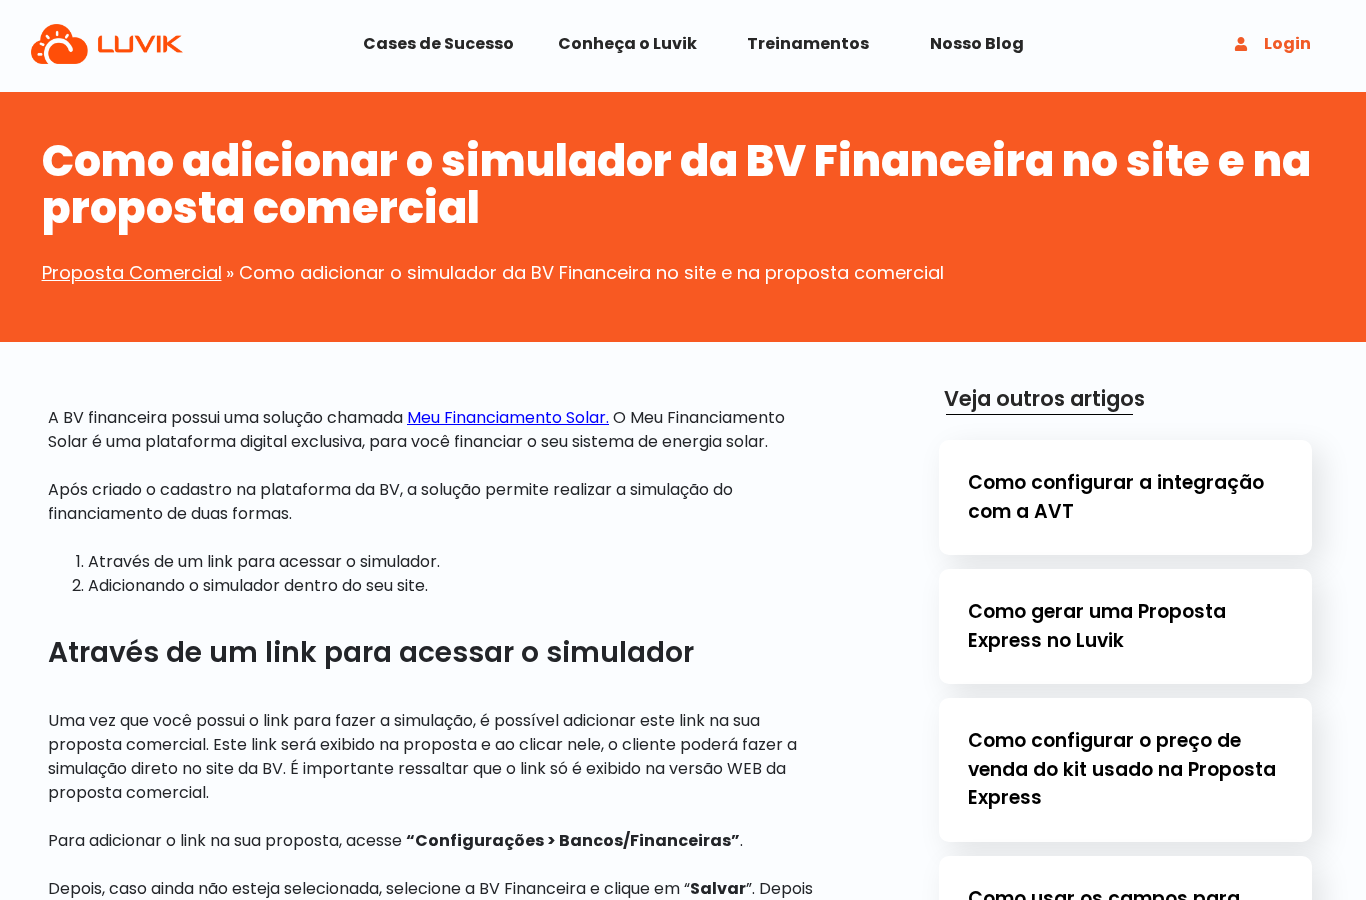 LUVIK
Cases de Sucesso
Conheça o Luvik
Treinamentos
Nosso Blog
Login
Como adicionar o simulador da BV Financeira no site e na
proposta comercial
Proposta Comercial » Como adicionar o simulador da BV Financeira no site e na proposta comercial
A BV financeira possui uma solução chamada Meu Financiamento Solar. O Meu Financiamento
Solar é uma plataforma digital exclusiva, para você financiar o seu sistema de energia solar.
Após criado o cadastro na plataforma da BV, a solução permite realizar a simulação do
financiamento de duas formas.
1. Através de um link para acessar o simulador.
2. Adicionando o simulador dentro do seu site.
Através de um link para acessar o simulador
Uma vez que você possui o link para fazer a simulação, é possível adicionar este link na sua
proposta comercial. Este link será exibido na proposta e ao clicar nele, o cliente poderá fazer a
simulação direto no site da BV. É importante ressaltar que o link só é exibido na versão WEB da
proposta comercial.
Para adicionar o link na sua proposta, acesse “Configurações > Bancos/Financeiras”.
Depois, caso ainda não esteja selecionada, selecione a BV Financeira e clique em “Salvar”. Depois
Veja outros artigos
Como configurar a integração
com a AVT
Como gerar uma Proposta
Express no Luvik
Como configurar o preço de
venda do kit usado na Proposta
Express
Como usar os campos para